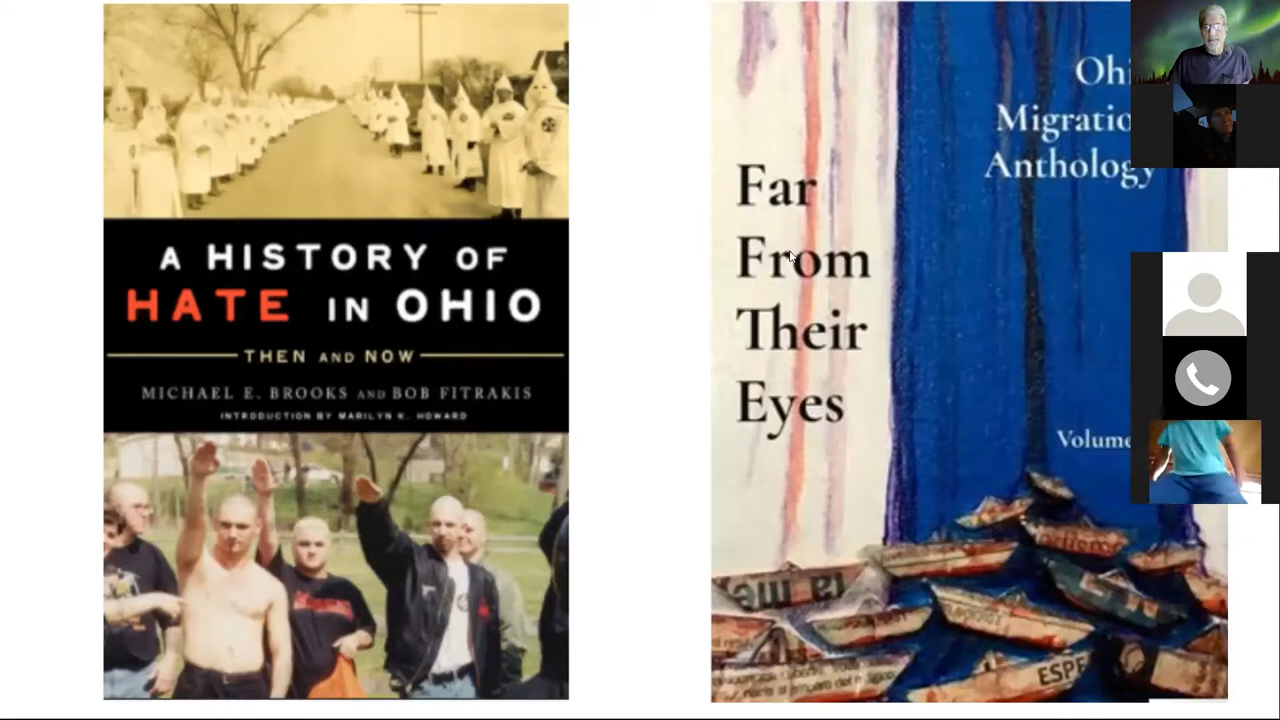 A HISTORY OF
HATE IN OHIO
THEN AND NOW
MICHAEL E. BROOKS AND BOB FITRAKIS
INTRODUCTION BY MARILYN K. HOWARD
Ohi
Migratio
Anthology
Far
From
Their
Eyes
Volume
ESPE